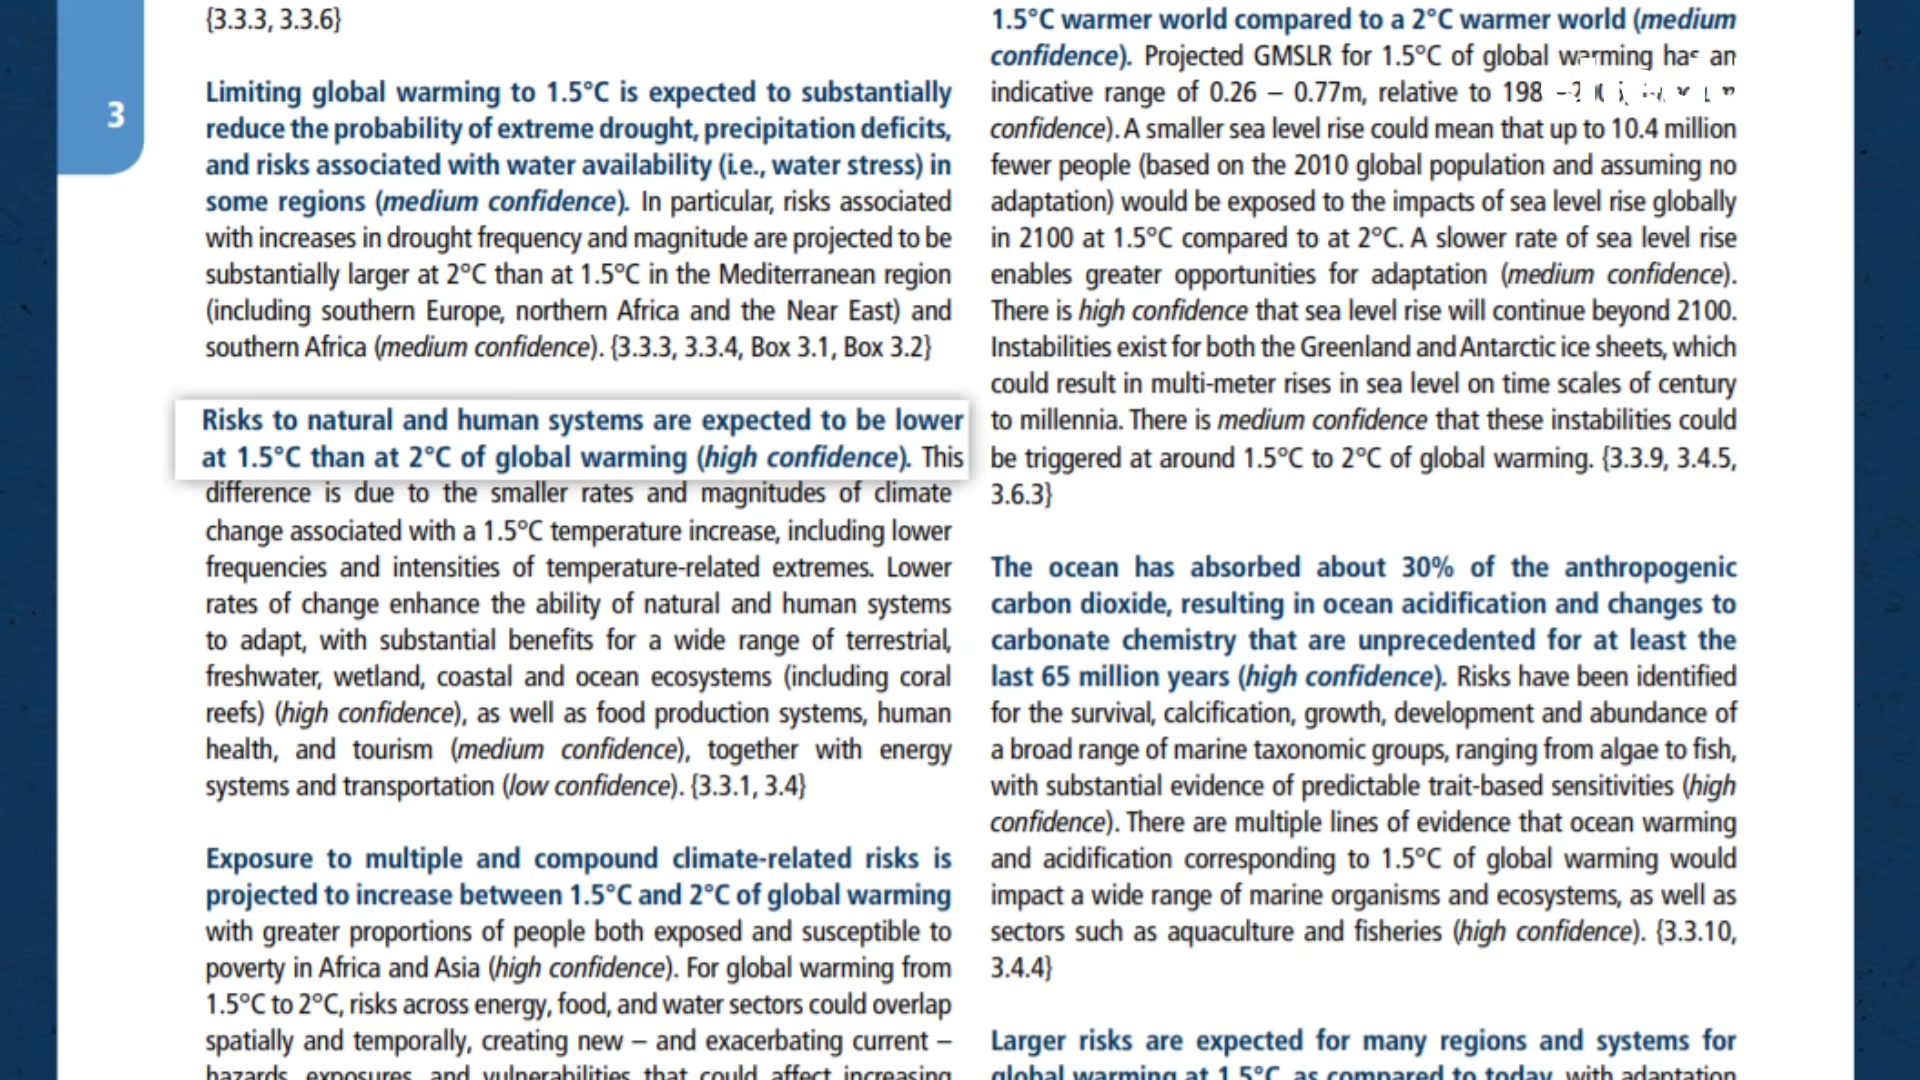 3
{3.3.3, 3.3.6}
Limiting global warming to 1.5°C is expected to substantially
reduce the probability of extreme drought, precipitation deficits,
and risks associated with water availability (i.e., water stress) in
some regions (medium confidence). In particular, risks associated
with increases in drought frequency and magnitude are projected to be
substantially larger at 2°C than at 1.5°C in the Mediterranean region
(including southern Europe, northern Africa and the Near East) and
southern Africa (medium confidence). {3.3.3, 3.3.4, Box 3.1, Box 3.2}
Risks to natural and human systems are expected to be lower
at 1.5°C than at 2°C of global warming (high confidence). This
difference is due to the smaller rates and magnitudes of climate
change associated with a 1.5°C temperature increase, including lower
frequencies and intensities of temperature-related extremes. Lower
rates of change enhance the ability of natural and human systems
to adapt, with substantial benefits for a wide range of terrestrial,
freshwater, wetland, coastal and ocean ecosystems (including coral
reefs) (high confidence), as well as food production systems, human
health, and tourism (medium confidence), together with energy
systems and transportation (low confidence). {3.3.1, 3.4}
Exposure to multiple and compound climate-related risks is
projected to increase between 1.5°C and 2°C of global warming
with greater proportions of people both exposed and susceptible to
poverty in Africa and Asia (high confidence). For global warming from
1.5°C to 2°C, risks across energy, food, and water sectors could overlap
spatially and temporally, creating new – and exacerbating current –
hazards, exposures, and vulnerabilities that could affect increasing
1.5°C warmer world compared to a 2°C warmer world (medium
confidence). Projected GMSLR for 1.5°C of global warming has an
indicative range of 0.26 – 0.77m, relative to 198
confidence). A smaller sea level rise could mean that up to 10.4 million
fewer people (based on the 2010 global population and assuming no
adaptation) would be exposed to the impacts of sea level rise globally
in 2100 at 1.5°C compared to at 2°C. A slower rate of sea level rise
enables greater opportunities for adaptation (medium confidence).
There is high confidence that sea level rise will continue beyond 2100.
Instabilities exist for both the Greenland and Antarctic ice sheets, which
could result in multi-meter rises in sea level on time scales of century
to millennia. There is medium confidence that these instabilities could
be triggered at around 1.5°C to 2°C of global warming. {3.3.9, 3.4.5,
3.6.3}
The ocean has absorbed about 30% of the anthropogenic
carbon dioxide, resulting in ocean acidification and changes to
carbonate chemistry that are unprecedented for at least the
last 65 million years (high confidence). Risks have been identified
for the survival, calcification, growth, development and abundance of
a broad range of marine taxonomic groups, ranging from algae to fish,
with substantial evidence of predictable trait-based sensitivities (high
confidence). There are multiple lines of evidence that ocean warming
and acidification corresponding to 1.5°C of global warming would
impact a wide range of marine organisms and ecosystems, as well as
sectors such as aquaculture and fisheries (high confidence). {3.3.10,
3.4.4}
Larger risks are expected for many regions and systems for
global warming at 1.5°C, as compared to today, with adaptation